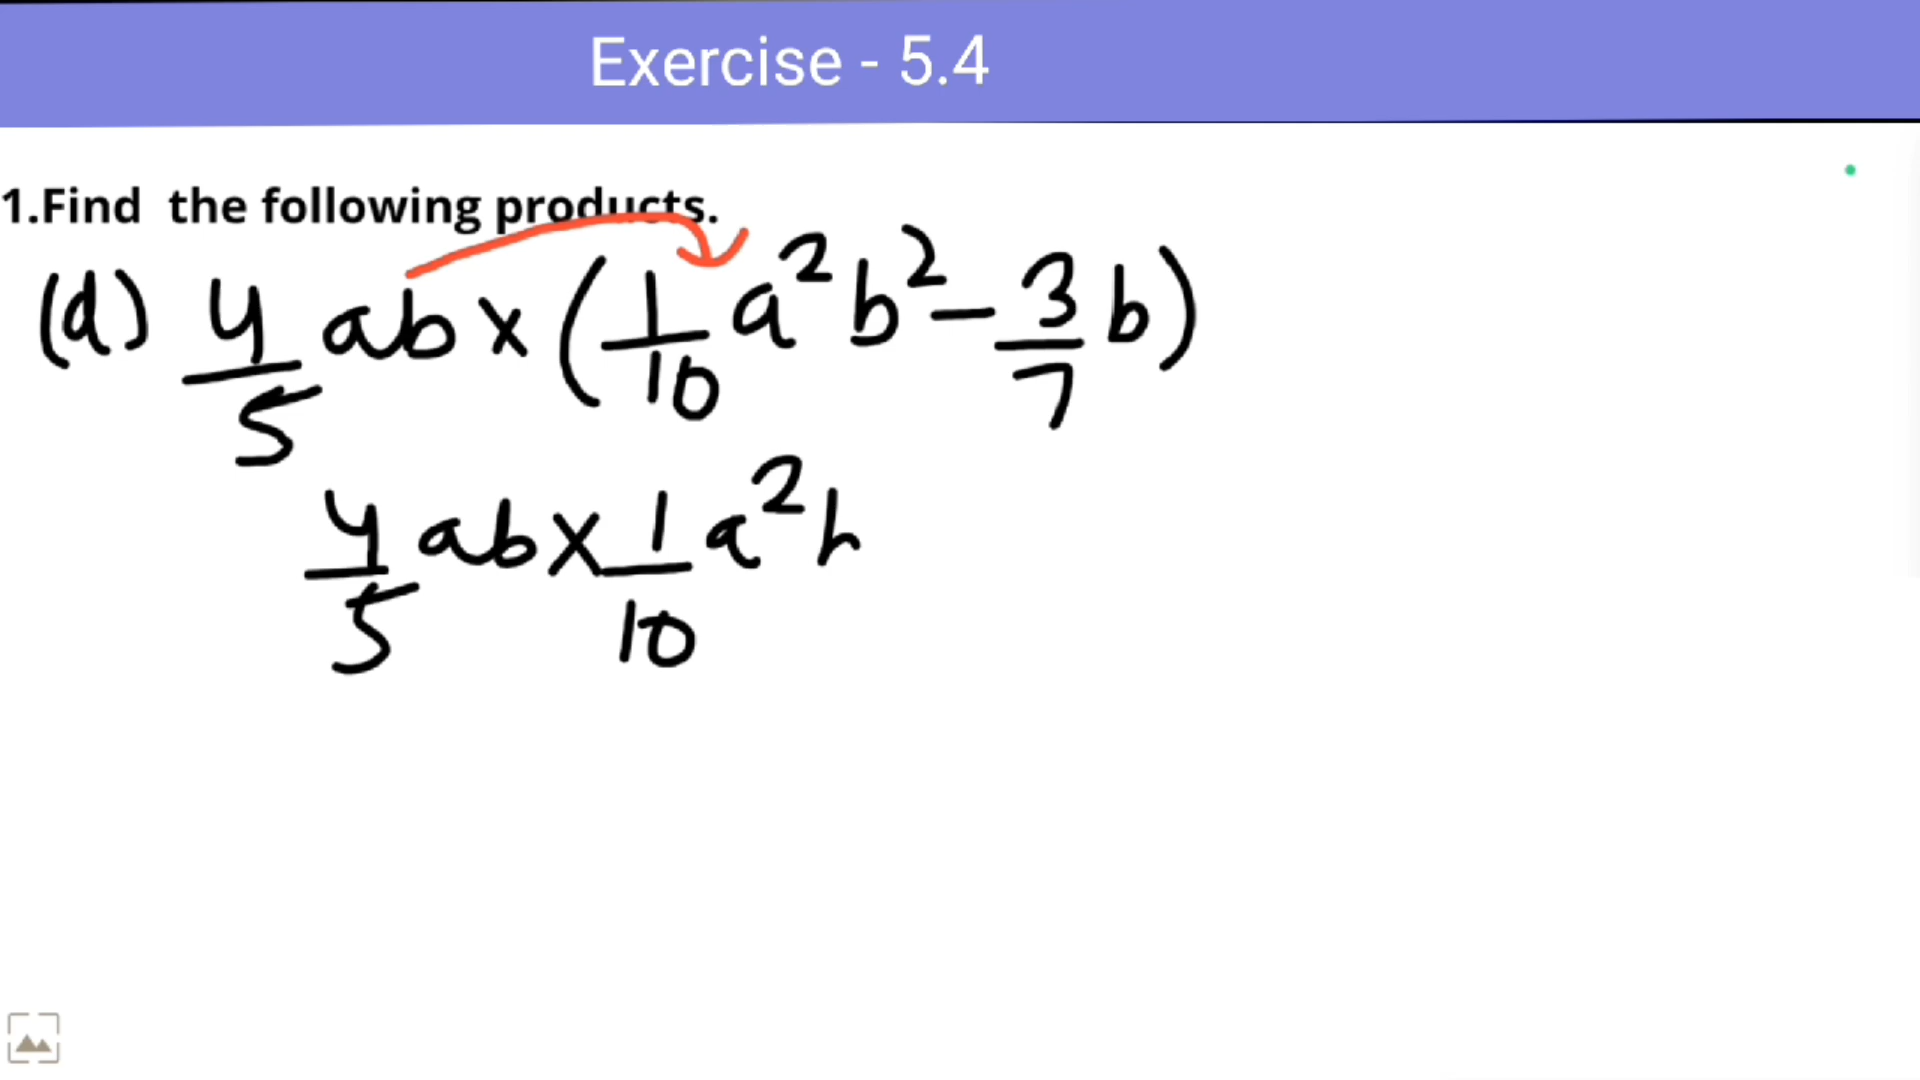 Exercise - 5.4
1.Find the following products.
(d) 4/5 ab x (1/10 a²b² - 3/7 b)
4/5 ab x 1/10 a²